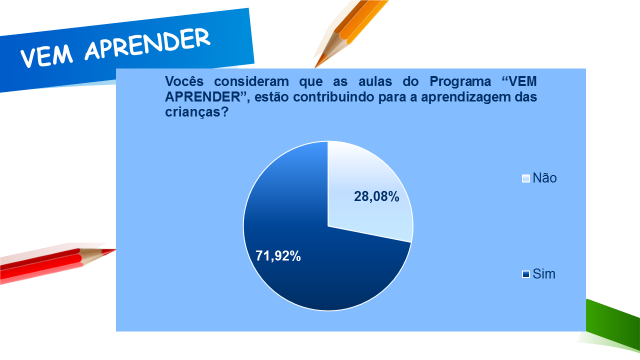 VEM APRENDER
Vocês consideram que as aulas do Programa “VEM
APRENDER”, estão contribuindo para a aprendizagem das
crianças?
28,08%
71,92%
Não
Sim